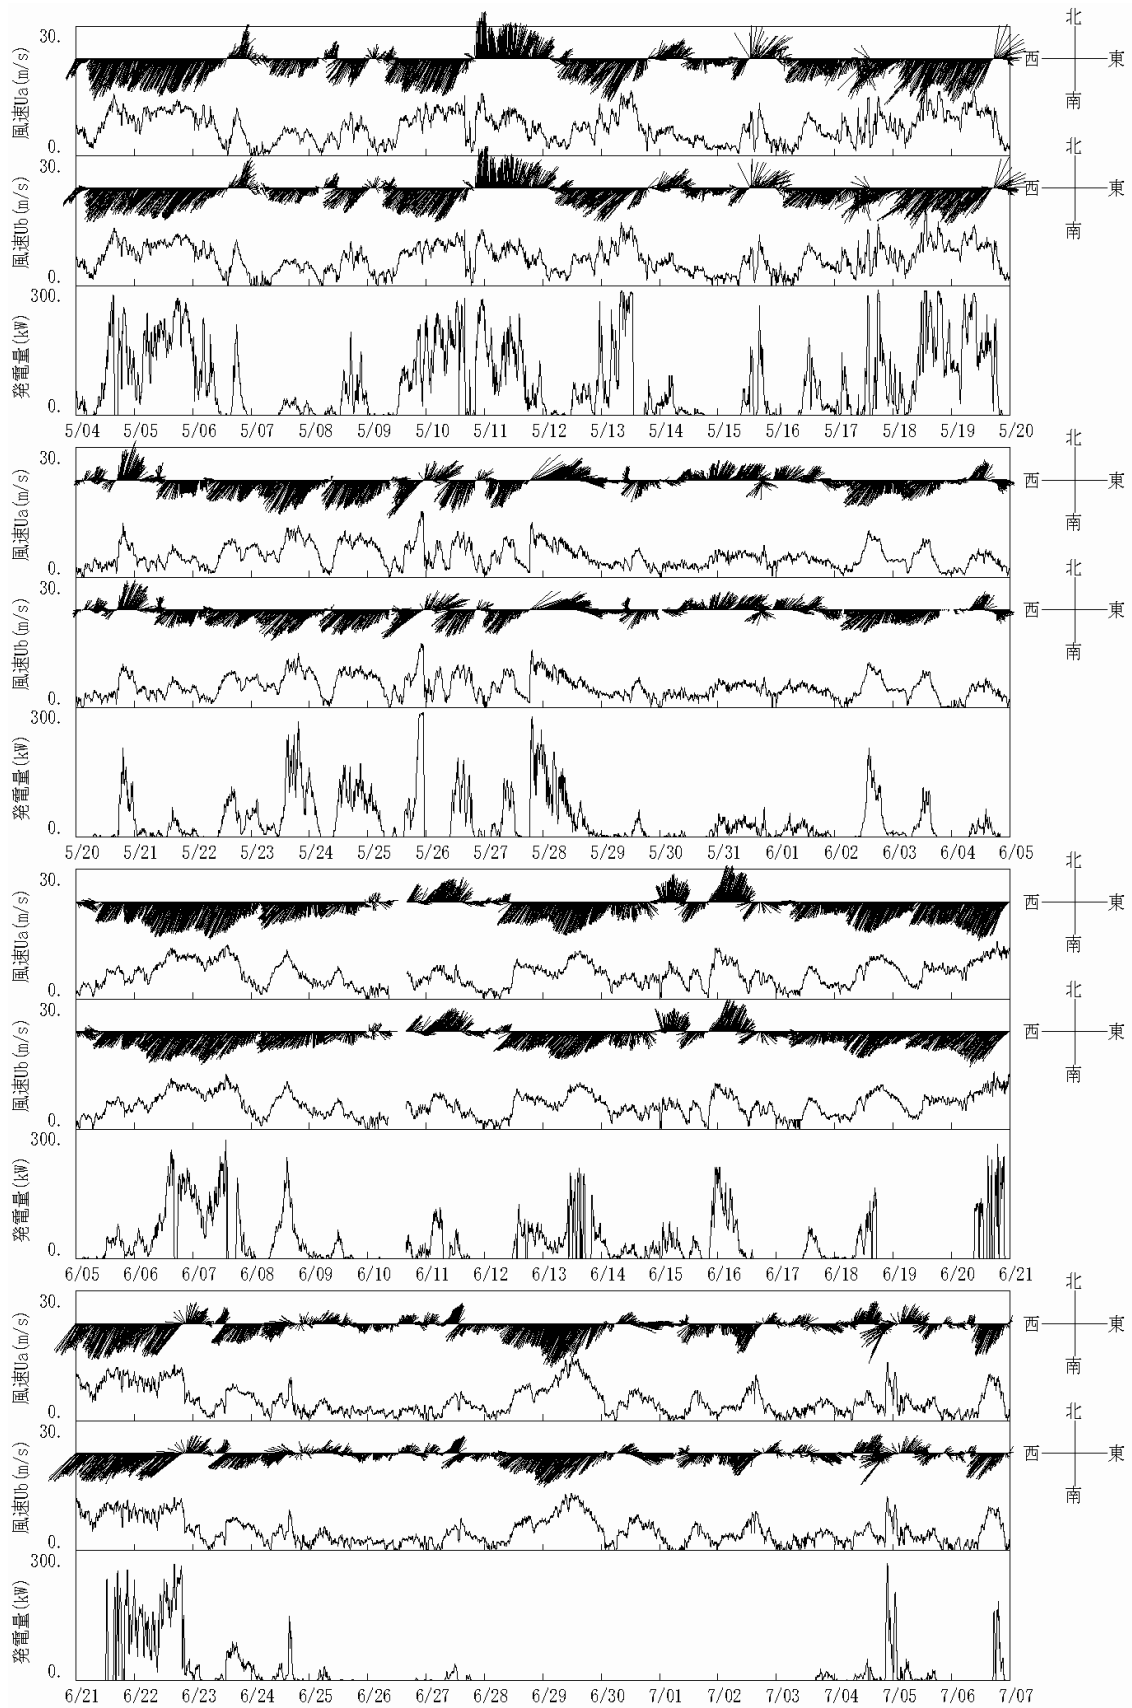 北
30.
風速Ua(m/s)
西 東
南
0.
北
30.
風速Ub(m/s)
西 東
南
0.
300.
発電量(kW)
0.
5/04 5/05 5/06 5/07 5/08 5/09 5/10 5/11 5/12 5/13 5/14 5/15 5/16 5/17 5/18 5/19 5/20
北
30.
風速Ua(m/s)
西 東
南
0.
北
30.
風速Ub(m/s)
西 東
南
0.
300.
発電量(kW)
0.
5/20 5/21 5/22 5/23 5/24 5/25 5/26 5/27 5/28 5/29 5/30 5/31 6/01 6/02 6/03 6/04 6/05
北
30.
風速Ua(m/s)
西 東
南
0.
北
30.
風速Ub(m/s)
西 東
南
0.
300.
発電量(kW)
0.
6/05 6/06 6/07 6/08 6/09 6/10 6/11 6/12 6/13 6/14 6/15 6/16 6/17 6/18 6/19 6/20 6/21
北
30.
風速Ua(m/s)
西 東
南
0.
北
30.
風速Ub(m/s)
西 東
南
0.
300.
発電量(kW)
0.
6/21 6/22 6/23 6/24 6/25 6/26 6/27 6/28 6/29 6/30 7/01 7/02 7/03 7/04 7/05 7/06 7/07